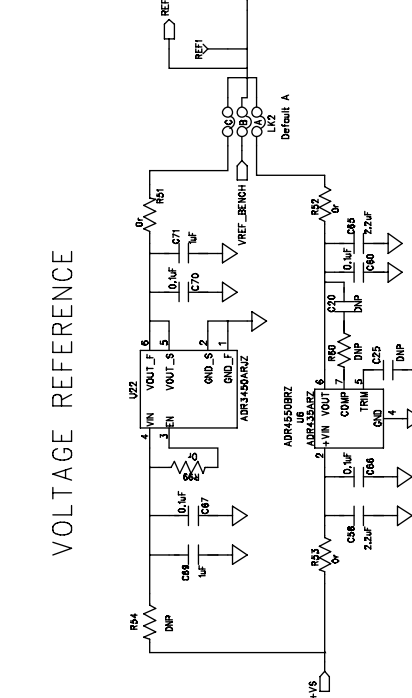 VOLTAGE REFERENCE
REF
REF1
C
B
A
LK2
Default A
VREF_BENCH
R51
0r
C71
1uF
0.1uF
C70
R52
0r
C65
2.2uF
0.1uF
C60
C20
DNP
R60
DNP
C25
DNP
U22
VOUT_F
VOUT_S
GND_S
GND_F
VIN
EN
6
5
2
1
4
3
ADR3450ARJZ
R99
0r
0.1uF
C67
C69
1uF
R54
DNP
ADR4550BRZ
U6
ADR435ARZ
+VIN
VOUT
COMP
TRIM
GND
2
6
7
5
4
0.1uF
C66
C58
2.2uF
R53
0r
+VS